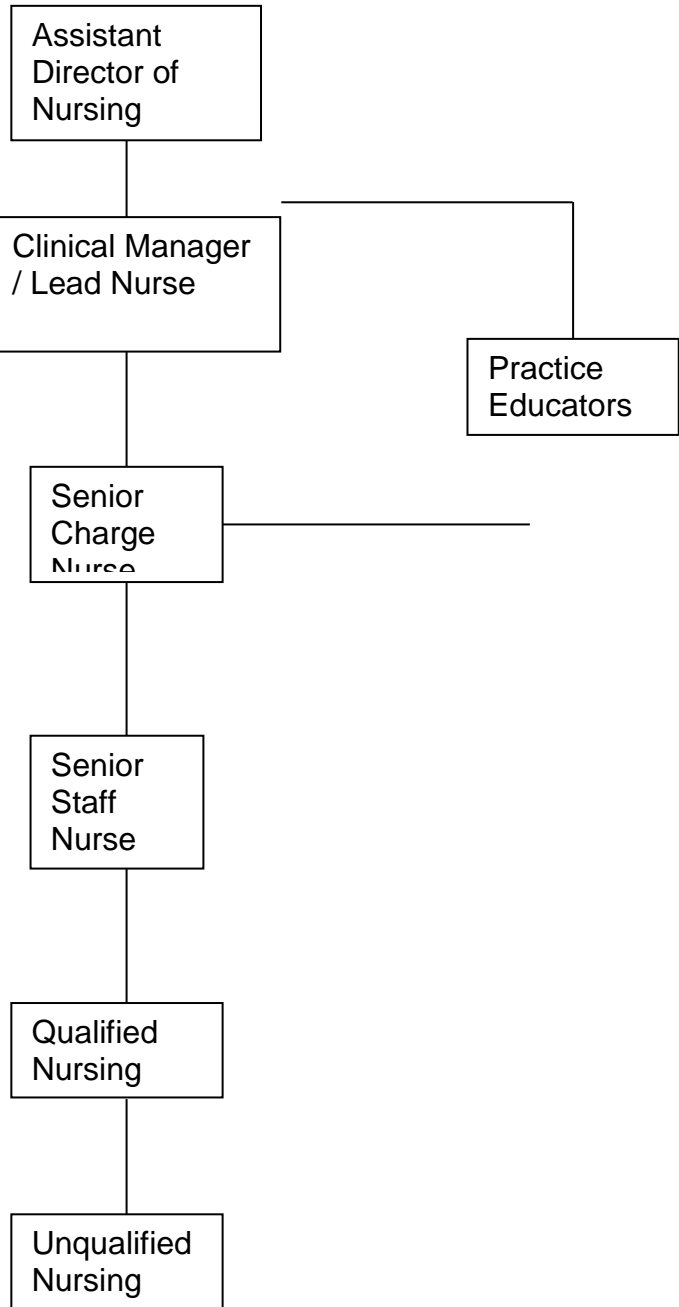 Assistant
Director of
Nursing
Clinical Manager
/ Lead Nurse
Practice
Educators
Senior
Charge
Nurse
Senior
Staff
Nurse
Qualified
Nursing
Unqualified
Nursing